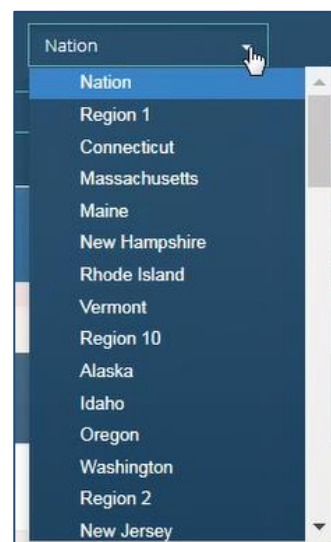 Nation
Nation
Region 1
Connecticut
Massachusetts
Maine
New Hampshire
Rhode Island
Vermont
Region 10
Alaska
Idaho
Oregon
Washington
Region 2
New Jersey